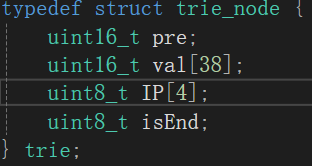 typedef struct trie_node {
    uint16_t pre;
    uint16_t val[38];
    uint8_t IP[4];
    uint8_t isEnd;
} trie;